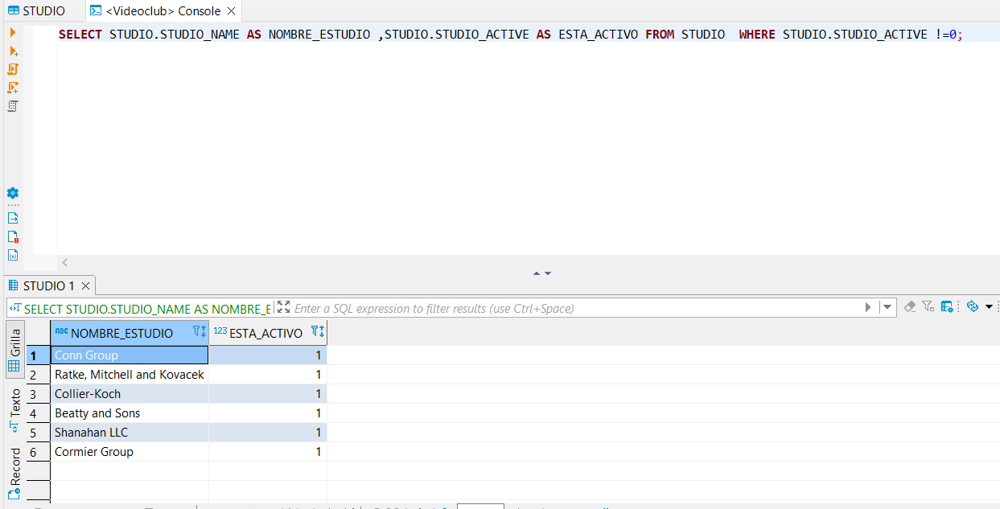 STUDIO
<Videoclub> Console
SELECT STUDIO.STUDIO_NAME AS NOMBRE_ESTUDIO ,STUDIO.STUDIO_ACTIVE AS ESTA_ACTIVO FROM STUDIO  WHERE STUDIO.STUDIO_ACTIVE !=0;
STUDIO 1
SELECT STUDIO.STUDIO_NAME AS NOMBRE_E
Enter a SQL expression to filter results (use Ctrl+Space)
Grilla
Texto
Record
ABC NOMBRE_ESTUDIO 123 ESTA_ACTIVO
1 Conn Group 1
2 Ratke, Mitchell and Kovacek 1
3 Collier-Koch 1
4 Beatty and Sons 1
5 Shanahan LLC 1
6 Cormier Group 1